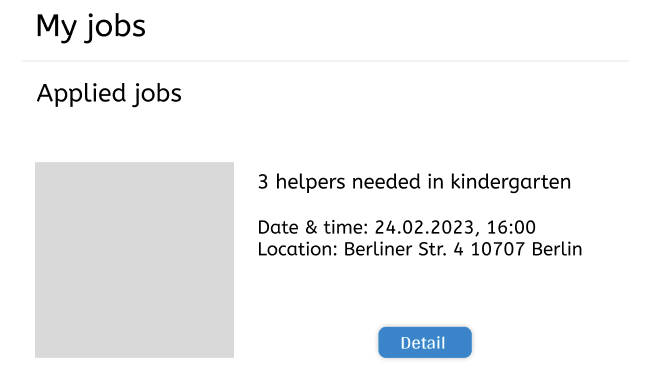 My jobs
Applied jobs
3 helpers needed in kindergarten
Date & time: 24.02.2023, 16:00
Location: Berliner Str. 4 10707 Berlin
Detail